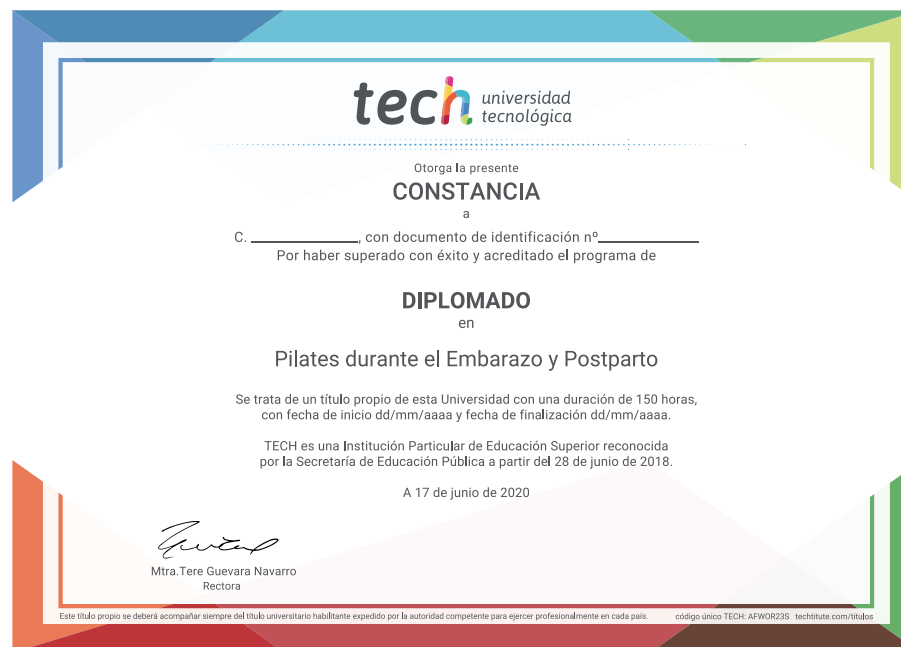 tech universidad
tecnológica
Otorga la presente
CONSTANCIA
a
C. ____________, con documento de identificación nº____________
Por haber superado con éxito y acreditado el programa de
DIPLOMADO
en
Pilates durante el Embarazo y Postparto
Se trata de un título propio de esta Universidad con una duración de 150 horas,
con fecha de inicio dd/mm/aaaa y fecha de finalización dd/mm/aaaa.
TECH es una Institución Particular de Educación Superior reconocida
por la Secretaría de Educación Pública a partir del 28 de junio de 2018.
A 17 de junio de 2020
Mtra.Tere Guevara Navarro
Rectora
Este título propio se deberá acompañar siempre del título universitario habilitante expedido por la autoridad competente para ejercer profesionalmente en cada país. código único TECH: AFWOR23S techtitute.com/titulos